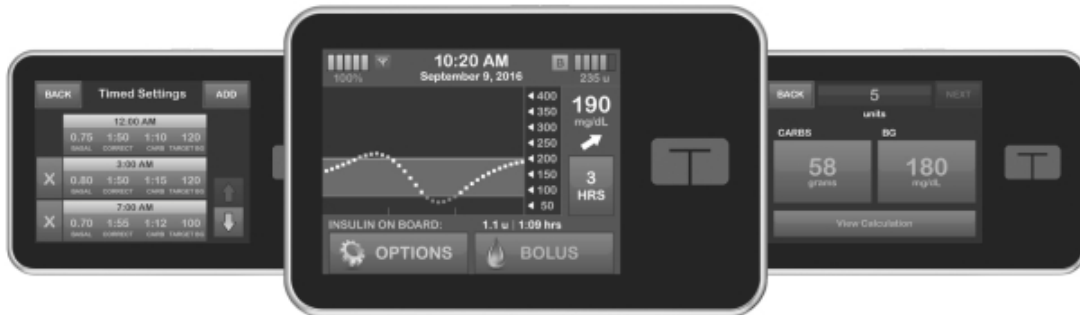 BACK Timed Settings ADD
12:00 AM
0.75 1:50 1:10 120
BASAL CORRECT CARB TARGET BG
3:00 AM
X 0.80 1:50 1:15 120
BASAL CORRECT CARB TARGET BG
7:00 AM
X 0.70 1:55 1:12 100
BASAL CORRECT CARB TARGET BG
10:20 AM B
100% September 9, 2016 235 u
400
350
300
250
200
150
100
50
190
mg/dL
3
HRS
INSULIN ON BOARD: 1.1 u | 1:09 hrs
OPTIONS BOLUS
BACK 5 NEXT
units
CARBS BG
58 180
grams mg/dL
View Calculation